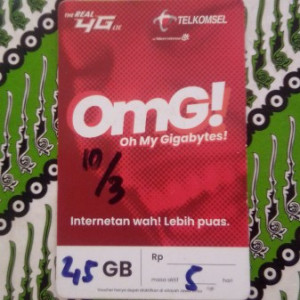 THE REAL
4G LTE
TELKOMSEL
OMG!
Oh My Gigabytes!
10/3
Internetan wah! Lebih puas.
45 GB
Rp
masa aktif 5 hari